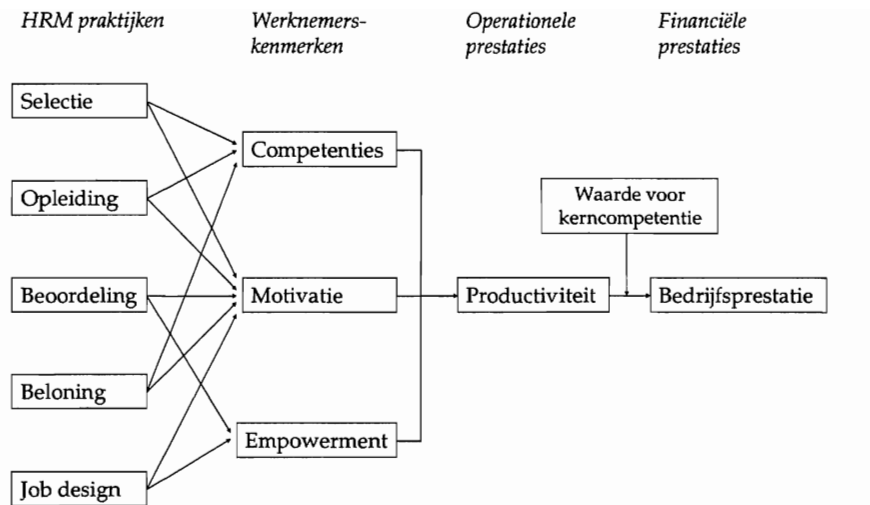 HRM praktijken
Werknemers-
kenmerken
Operationele
prestaties
Financiële
prestaties
Selectie
Opleiding
Beoordeling
Beloning
Job design
Competenties
Motivatie
Empowerment
Productiviteit
Waarde voor
kerncompetentie
Bedrijfsprestatie